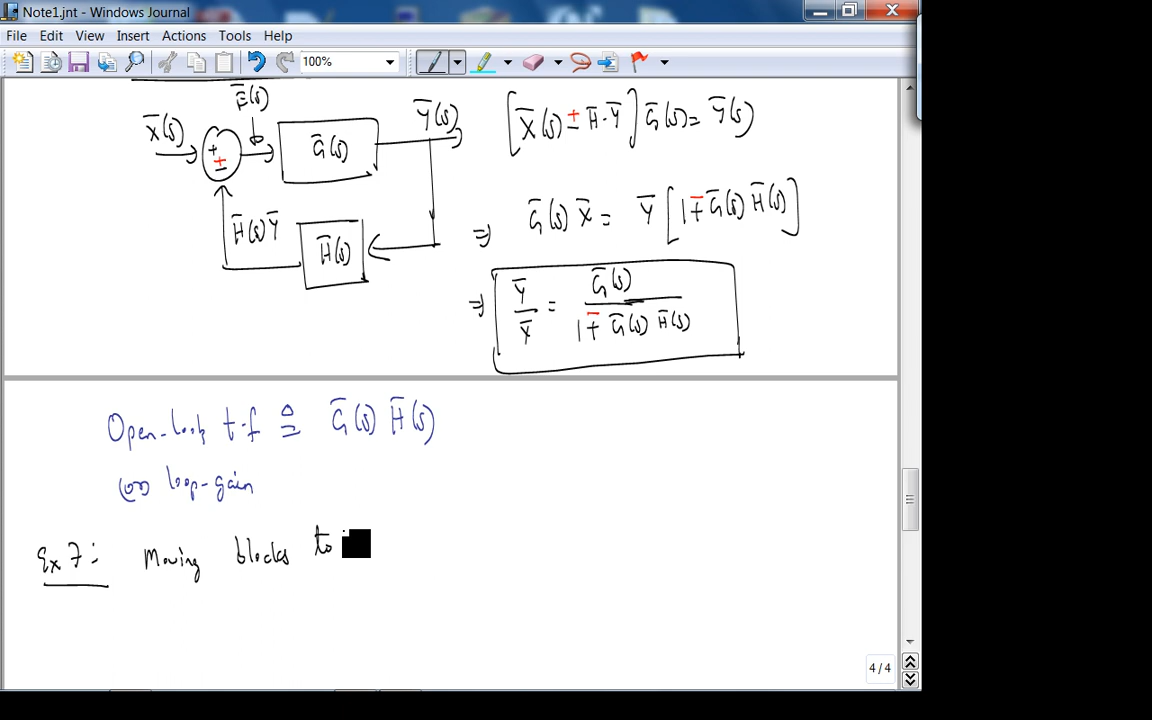 Note1.jnt - Windows Journal
File Edit View Insert Actions Tools Help
100%
E̅(s)
X̅(s)
+
±
G̅(s)
Y̅(s)
[X̅(s) ± H̅·Y̅] G̅(s) = Y̅(s)
H̅(s)Y̅
H̅(s)
⇒ G̅(s) X̅ = Y̅ [1 ∓ G̅(s) H̅(s)]
⇒ Y̅/X̅ = G̅(s) / 1 ∓ G̅(s) H̅(s)
Open-loop t.f ≜ G̅(s) H̅(s)
(or) loop-gain
Ex 7: Moving blocks to
4 / 4